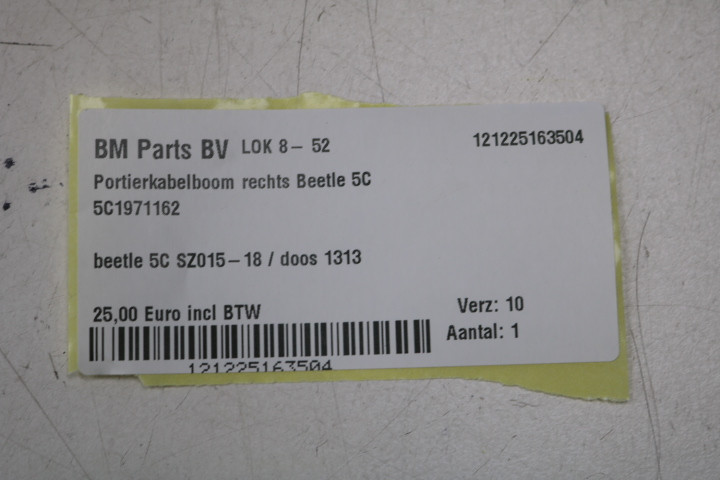 BM Parts BV LOK 8- 52 121225163504
Portierkabelboom rechts Beetle 5C
5C1971162
beetle 5C SZ015-18 / doos 1313
25,00 Euro incl BTW Verz: 10
Aantal: 1
121225163504